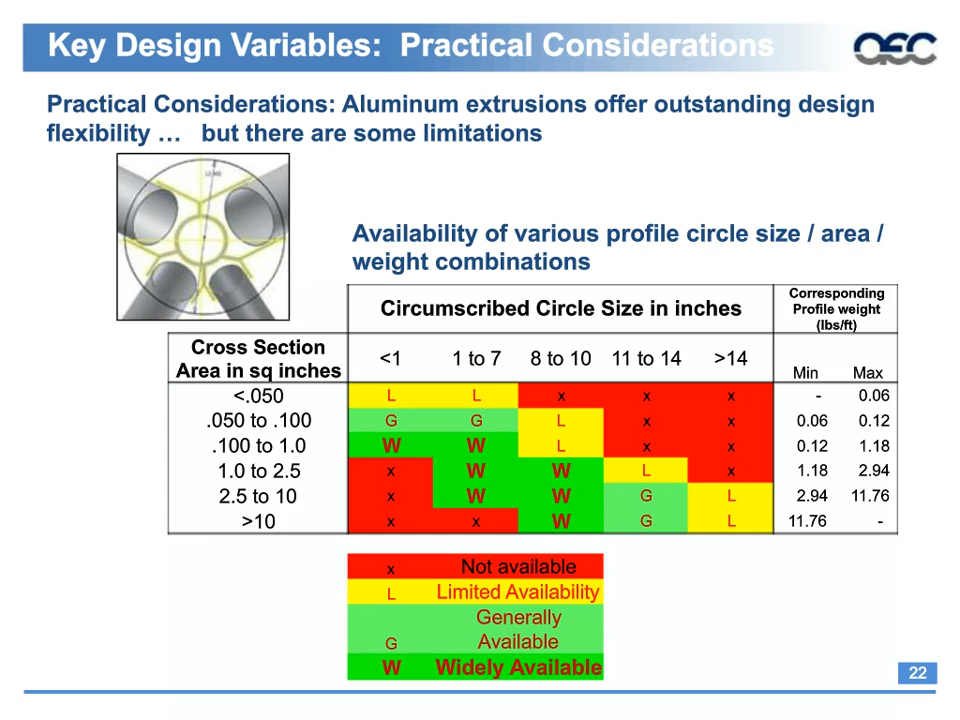 Key Design Variables: Practical Considerations
AEC
Practical Considerations: Aluminum extrusions offer outstanding design
flexibility … but there are some limitations
Availability of various profile circle size / area /
weight combinations
Circumscribed Circle Size in inches
Corresponding
Profile weight
(lbs/ft)
Cross Section
Area in sq inches
<1 1 to 7 8 to 10 11 to 14 >14 Min Max
<.050 L L x x x - 0.06
.050 to .100 G G L x x 0.06 0.12
.100 to 1.0 W W L x x 0.12 1.18
1.0 to 2.5 x W W L x 1.18 2.94
2.5 to 10 x W W G L 2.94 11.76
>10 x x W G L 11.76 -
x Not available
L Limited Availability
Generally
G Available
W Widely Available
22